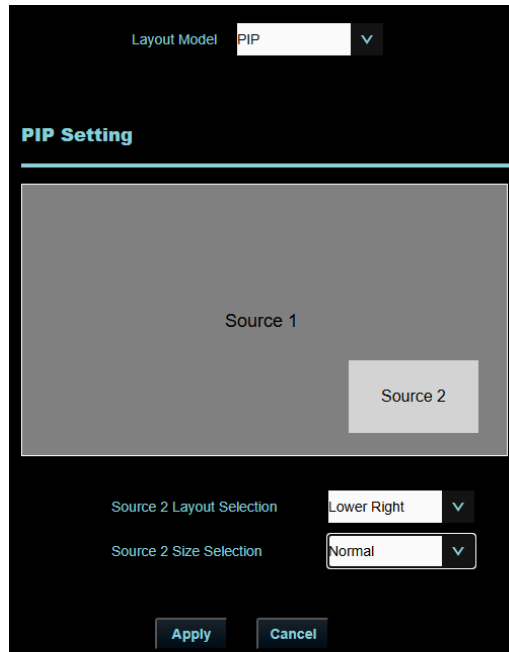 Layout Model PIP
PIP Setting
Source 1
Source 2
Source 2 Layout Selection Lower Right
Source 2 Size Selection Normal
Apply Cancel